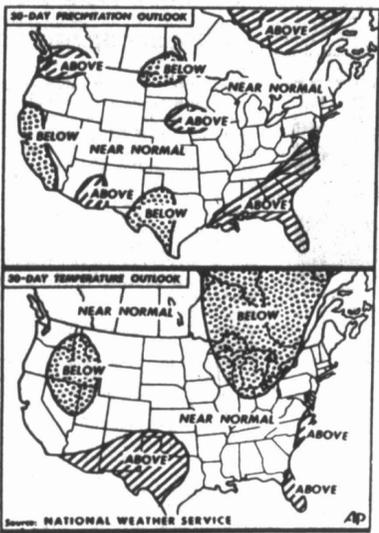 30-DAY PRECIPITATION OUTLOOK
ABOVE
ABOVE
BELOW
NEAR NORMAL
ABOVE
BELOW
NEAR NORMAL
ABOVE
BELOW
ABOVE
30-DAY TEMPERATURE OUTLOOK
NEAR NORMAL
BELOW
BELOW
NEAR NORMAL
ABOVE
ABOVE
ABOVE
Source: NATIONAL WEATHER SERVICE
AP